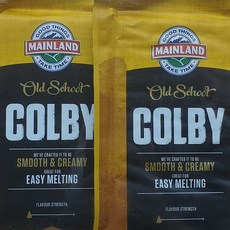 GOOD THINGS
MAINLAND
TAKE TIME
Old School
COLBY
WE'VE CRAFTED IT TO BE
SMOOTH & CREAMY
GREAT FOR
EASY MELTING
FLAVOUR STRENGTH
GOOD THINGS
MAINLAND
TAKE TIME
Old School
COLBY
WE'VE CRAFTED IT TO BE
SMOOTH & CREAMY
GREAT FOR
EASY MELTING
FLAVOUR STRENGTH